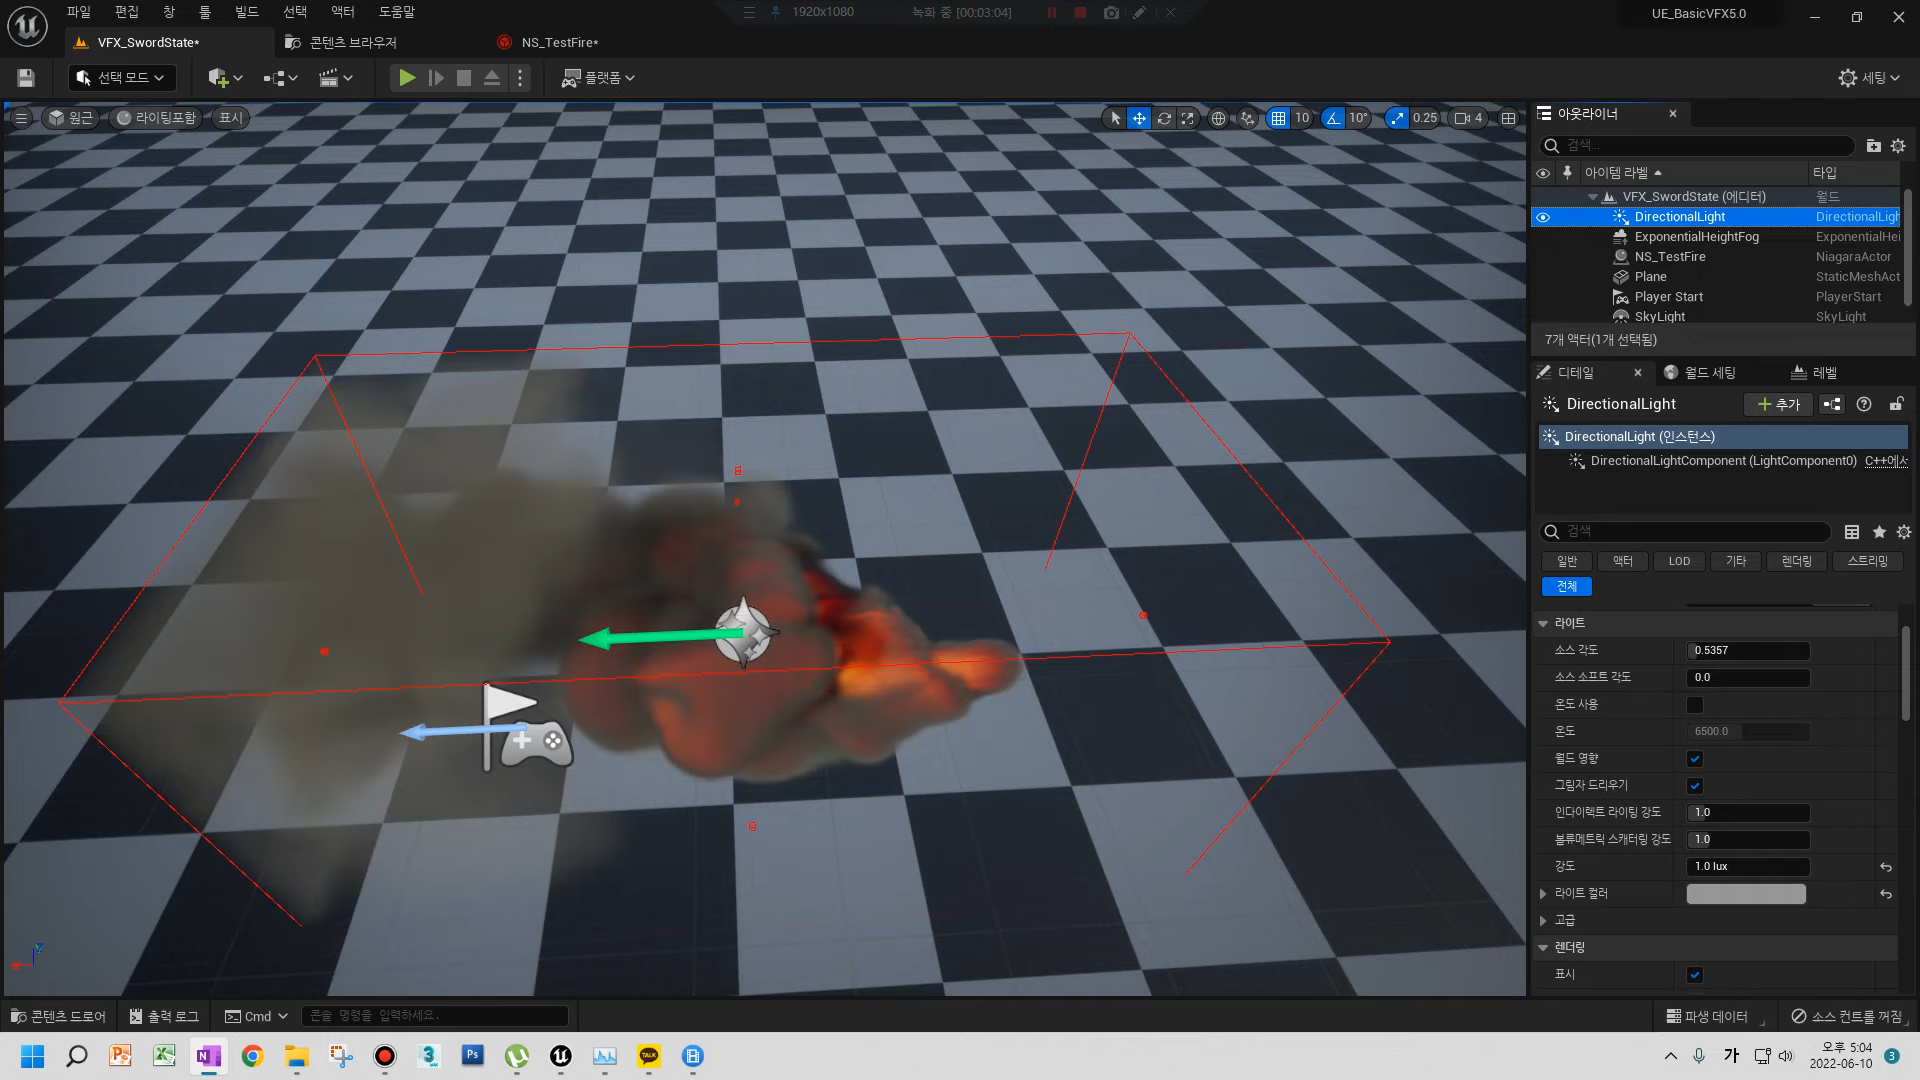 파일 편집 창 툴 빌드 선택 액터 도움말
1920x1080 녹화 중 [00:03:04]
UE_BasicVFX5.0
VFX_SwordState*
콘텐츠 브라우저
NS_TestFire*
선택 모드
플랫폼
세팅
원근
라이팅포함
표시
10
10°
0.25
4
아웃라이너
검색...
아이템 라벨
타입
VFX_SwordState (에디터) 월드
DirectionalLight DirectionalLigh
ExponentialHeightFog ExponentialHei
NS_TestFire NiagaraActor
Plane StaticMeshAct
Player Start PlayerStart
SkyLight SkyLight
7개 액터(1개 선택됨)
디테일
월드 세팅
레벨
DirectionalLight
추가
DirectionalLight (인스턴스)
DirectionalLightComponent (LightComponent0) C++에서
검색
일반 액터 LOD 기타 렌더링 스트리밍
전체
라이트
소스 각도 0.5357
소스 소프트 각도 0.0
온도 사용
온도 6500.0
월드 영향
그림자 드리우기
인다이렉트 라이팅 강도 1.0
볼류메트릭 스캐터링 강도 1.0
강도 1.0 lux
라이트 컬러
고급
렌더링
표시
콘텐츠 드로어
출력 로그
Cmd
콘솔 명령을 입력하세요.
파생 데이터
소스 컨트롤 꺼짐
가
오후 5:04
2022-06-10
3